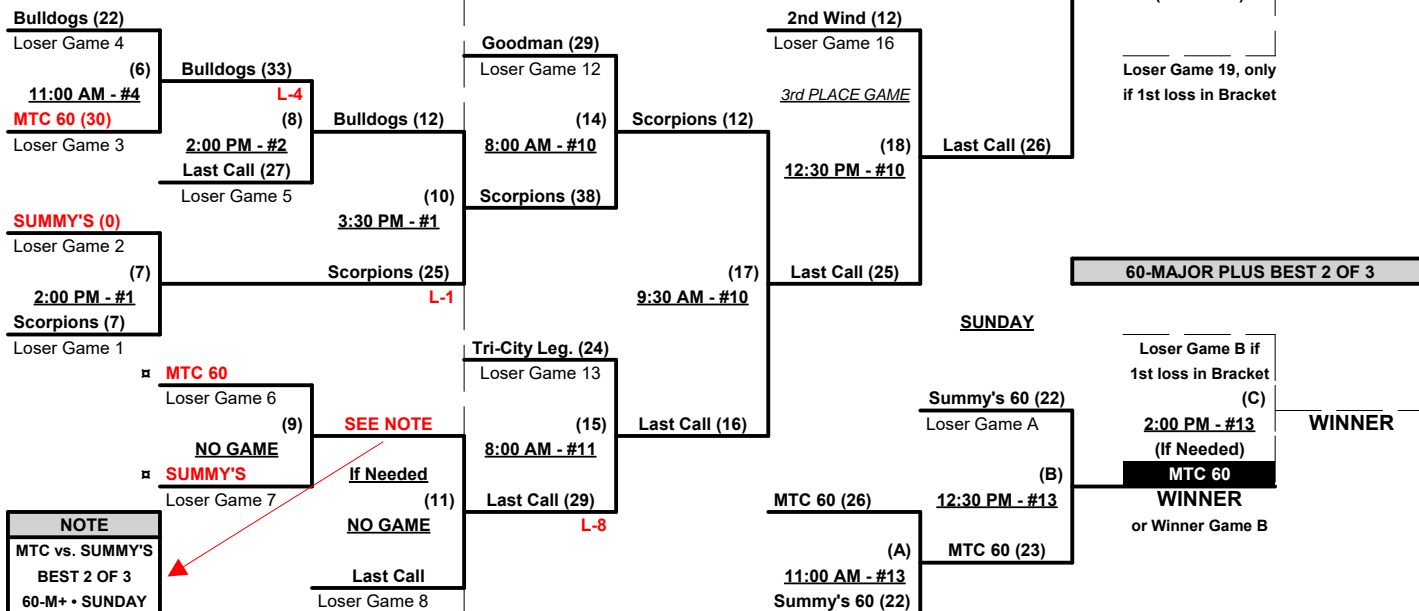 Bulldogs (22)
Loser Game 4
(6)
11:00 AM - #4
MTC 60 (30)
Loser Game 3
Bulldogs (33)
L-4
(8)
2:00 PM - #2
Last Call (27)
Loser Game 5
SUMMY'S (0)
Loser Game 2
(7)
2:00 PM - #1
Scorpions (7)
Loser Game 1
Bulldogs (12)
(10)
3:30 PM - #1
Scorpions (25)
L-1
¤ MTC 60
Loser Game 6
(9)
NO GAME
¤ SUMMY'S
Loser Game 7
SEE NOTE
If Needed
(11)
NO GAME
Last Call
Loser Game 8
NOTE
MTC vs. SUMMY'S
BEST 2 OF 3
60-M+ • SUNDAY
Goodman (29)
Loser Game 12
(14)
8:00 AM - #10
Scorpions (38)
Tri-City Leg. (24)
Loser Game 13
(15)
8:00 AM - #11
Last Call (29)
L-8
Scorpions (12)
(17)
9:30 AM - #10
Last Call (16)
2nd Wind (12)
Loser Game 16
3rd PLACE GAME
(18)
12:30 PM - #10
Last Call (25)
Last Call (26)
Loser Game 19, only
if 1st loss in Bracket
60-MAJOR PLUS BEST 2 OF 3
SUNDAY
MTC 60 (26)
(A)
11:00 AM - #13
Summy's 60 (22)
Summy's 60 (22)
Loser Game A
(B)
12:30 PM - #13
MTC 60 (23)
Loser Game B if
1st loss in Bracket
(C)
2:00 PM - #13
(If Needed)
MTC 60
WINNER
or Winner Game B
WINNER